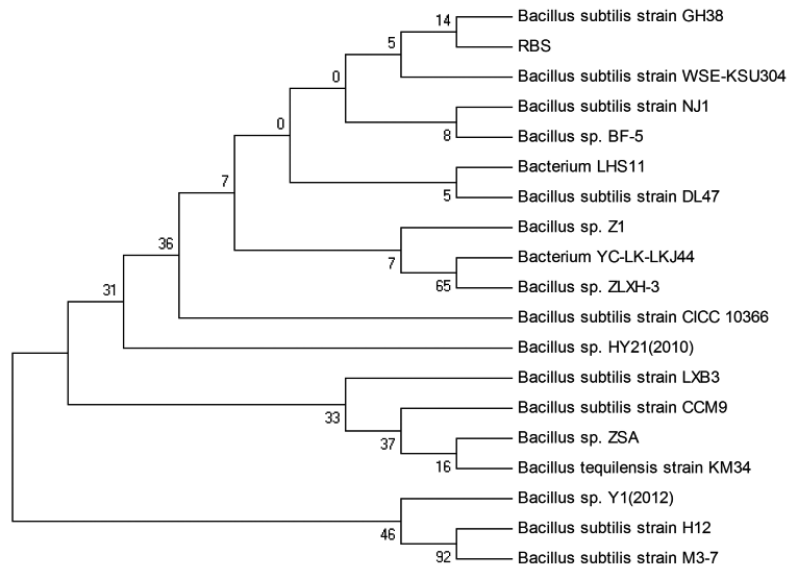 14
Bacillus subtilis strain GH38
RBS
5
Bacillus subtilis strain WSE-KSU304
0
Bacillus subtilis strain NJ1
8
Bacillus sp. BF-5
0
Bacterium LHS11
5
Bacillus subtilis strain DL47
7
Bacillus sp. Z1
7
Bacterium YC-LK-LKJ44
36
65
Bacillus sp. ZLXH-3
Bacillus subtilis strain CICC 10366
31
Bacillus sp. HY21(2010)
Bacillus subtilis strain LXB3
33
Bacillus subtilis strain CCM9
37
Bacillus sp. ZSA
16
Bacillus tequilensis strain KM34
Bacillus sp. Y1(2012)
46
Bacillus subtilis strain H12
92
Bacillus subtilis strain M3-7